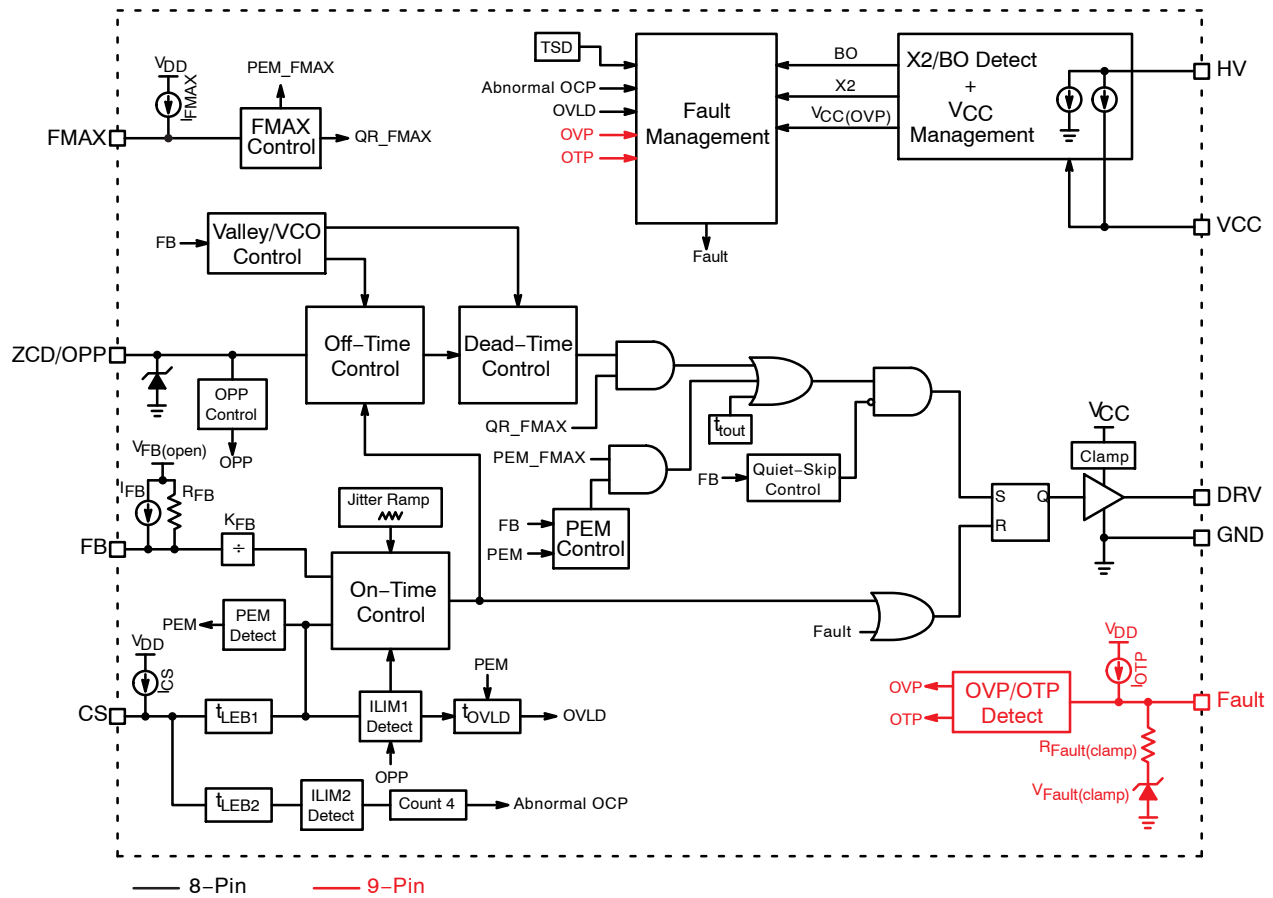 TSD
BO
X2/BO Detect
+
VCC
Management
HV
VDD
PEM_FMAX
IFMAX
Abnormal OCP
X2
Fault
Management
FMAX
FMAX
Control
QR_FMAX
OVLD
VCC(OVP)
OVP
OTP
VCC
Fault
FB
Valley/VCO
Control
ZCD/OPP
Off−Time
Control
Dead−Time
Control
OPP
Control
OPP
QR_FMAX
ttout
VCC
Clamp
VFB(open)
IFB
RFB
PEM_FMAX
FB
Quiet−Skip
Control
Jitter Ramp
S
Q
R
DRV
GND
KFB
FB
÷
FB
PEM
PEM
Control
On−Time
Control
PEM
PEM
Detect
Fault
VDD
ICS
PEM
VDD
IOTP
CS
tLEB1
ILIM1
Detect
tOVLD
OVLD
OVP
OTP
OVP/OTP
Detect
Fault
OPP
RFault(clamp)
tLEB2
ILIM2
Detect
Count 4
Abnormal OCP
VFault(clamp)
8−Pin
9−Pin